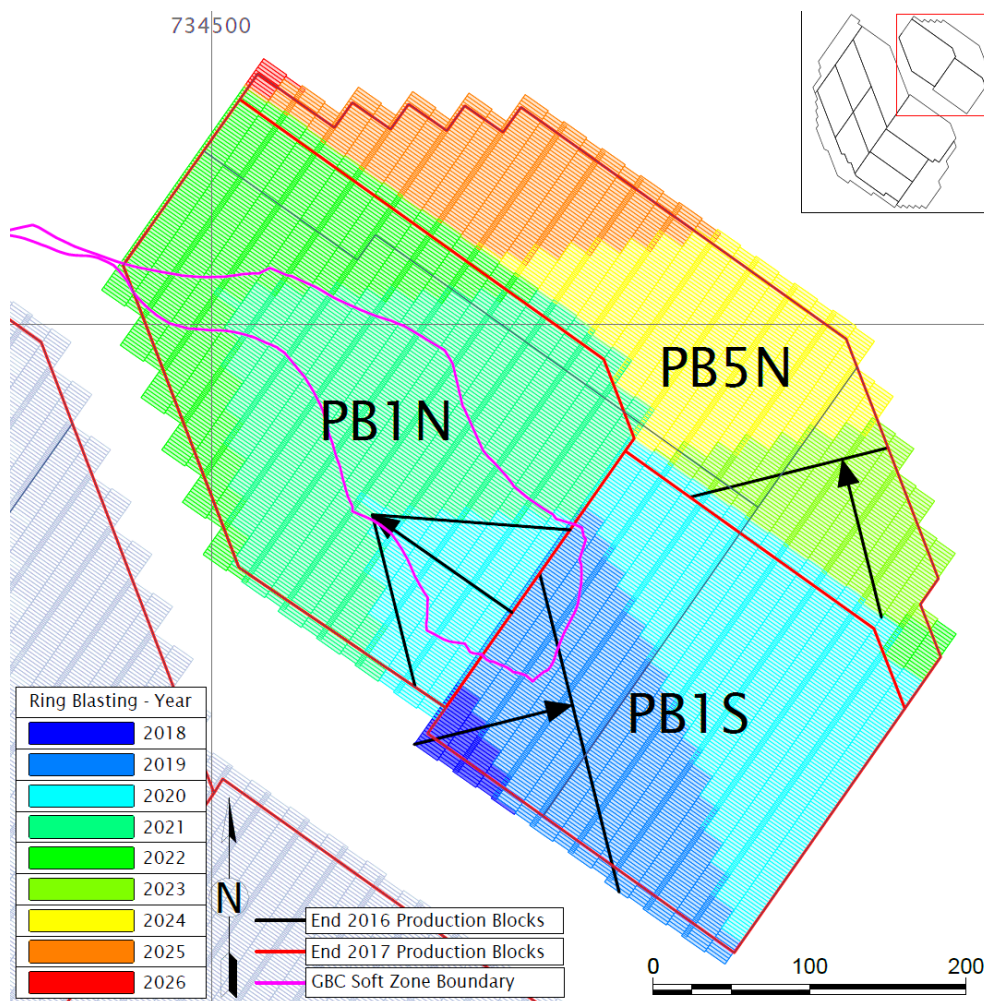 734500
PB5N
PB1N
PB1S
Ring Blasting - Year
2018
2019
2020
2021
2022
2023
2024
2025
2026
N
End 2016 Production Blocks
End 2017 Production Blocks
GBC Soft Zone Boundary
0 100 200